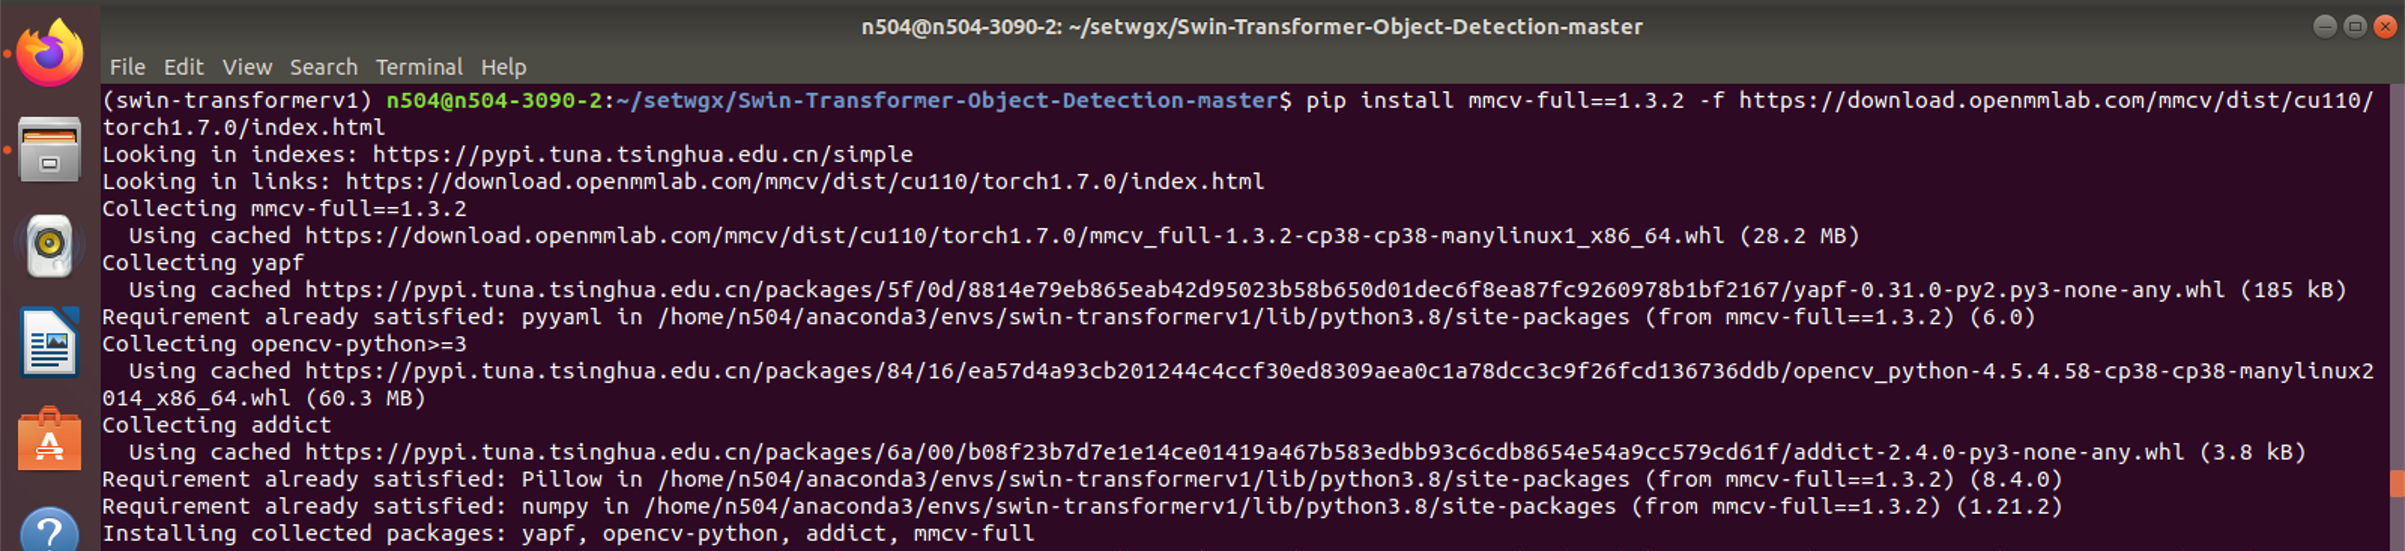 n504@n504-3090-2: ~/setwgx/Swin-Transformer-Object-Detection-master
File Edit View Search Terminal Help
(swin-transformerv1) n504@n504-3090-2:~/setwgx/Swin-Transformer-Object-Detection-master$ pip install mmcv-full==1.3.2 -f https://download.openmmlab.com/mmcv/dist/cu110/
torch1.7.0/index.html
Looking in indexes: https://pypi.tuna.tsinghua.edu.cn/simple
Looking in links: https://download.openmmlab.com/mmcv/dist/cu110/torch1.7.0/index.html
Collecting mmcv-full==1.3.2
  Using cached https://download.openmmlab.com/mmcv/dist/cu110/torch1.7.0/mmcv_full-1.3.2-cp38-cp38-manylinux1_x86_64.whl (28.2 MB)
Collecting yapf
  Using cached https://pypi.tuna.tsinghua.edu.cn/packages/5f/0d/8814e79eb865eab42d95023b58b650d01dec6f8ea87fc9260978b1bf2167/yapf-0.31.0-py2.py3-none-any.whl (185 kB)
Requirement already satisfied: pyyaml in /home/n504/anaconda3/envs/swin-transformerv1/lib/python3.8/site-packages (from mmcv-full==1.3.2) (6.0)
Collecting opencv-python>=3
  Using cached https://pypi.tuna.tsinghua.edu.cn/packages/84/16/ea57d4a93cb201244c4ccf30ed8309aea0c1a78dcc3c9f26fcd136736ddb/opencv_python-4.5.4.58-cp38-cp38-manylinux2
014_x86_64.whl (60.3 MB)
Collecting addict
  Using cached https://pypi.tuna.tsinghua.edu.cn/packages/6a/00/b08f23b7d7e1e14ce01419a467b583edbb93c6cdb8654e54a9cc579cd61f/addict-2.4.0-py3-none-any.whl (3.8 kB)
Requirement already satisfied: Pillow in /home/n504/anaconda3/envs/swin-transformerv1/lib/python3.8/site-packages (from mmcv-full==1.3.2) (8.4.0)
Requirement already satisfied: numpy in /home/n504/anaconda3/envs/swin-transformerv1/lib/python3.8/site-packages (from mmcv-full==1.3.2) (1.21.2)
Installing collected packages: yapf, opencv-python, addict, mmcv-full